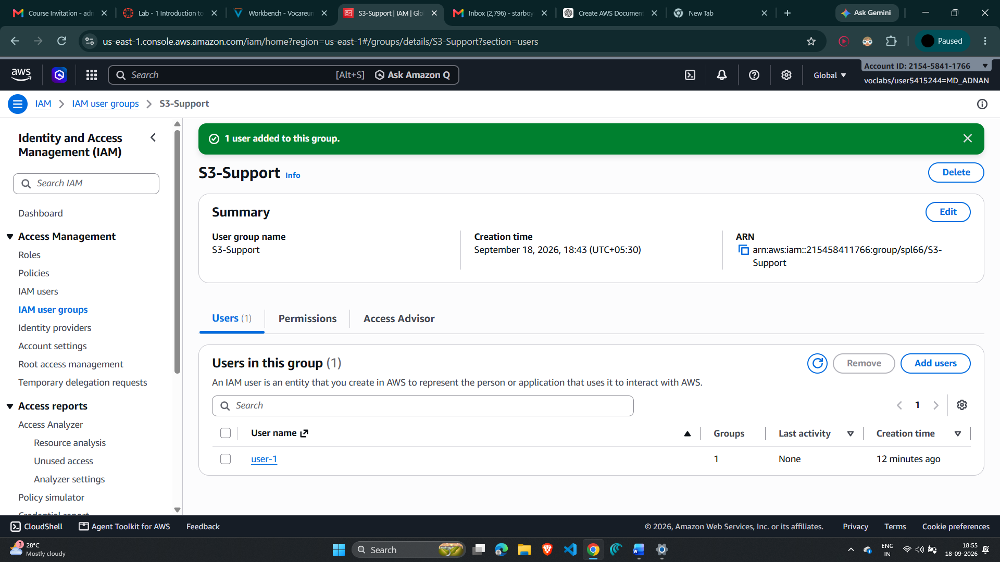 Course Invitation - adn
Lab - 1 Introduction to
Workbench - Vocareun
S3-Support | IAM | Glo
Inbox (2,796) - starboy
Create AWS Document
New Tab
Ask Gemini
us-east-1.console.aws.amazon.com/iam/home?region=us-east-1#/groups/details/S3-Support?section=users
Paused
aws
Search
[Alt+S]
Ask Amazon Q
Global
Account ID: 2154-5841-1766
voclabs/user5415244=MD_ADNAN
IAM
IAM user groups
S3-Support
Identity and Access
Management (IAM)
Search IAM
Dashboard
Access Management
Roles
Policies
IAM users
IAM user groups
Identity providers
Account settings
Root access management
Temporary delegation requests
Access reports
Access Analyzer
Resource analysis
Unused access
Analyzer settings
Policy simulator
Credential report
1 user added to this group.
S3-Support Info
Delete
Summary
Edit
User group name
S3-Support
Creation time
September 18, 2026, 18:43 (UTC+05:30)
ARN
arn:aws:iam::215458411766:group/spl66/S3-
Support
Users (1)
Permissions
Access Advisor
Users in this group (1)
Remove
Add users
An IAM user is an entity that you create in AWS to represent the person or application that uses it to interact with AWS.
Search
1
User name
Groups
Last activity
Creation time
user-1
1
None
12 minutes ago
CloudShell
Agent Toolkit for AWS
Feedback
© 2026, Amazon Web Services, Inc. or its affiliates.
Privacy
Terms
Cookie preferences
3
28°C
Mostly cloudy
Search
ENG
IN
18:55
18-09-2026